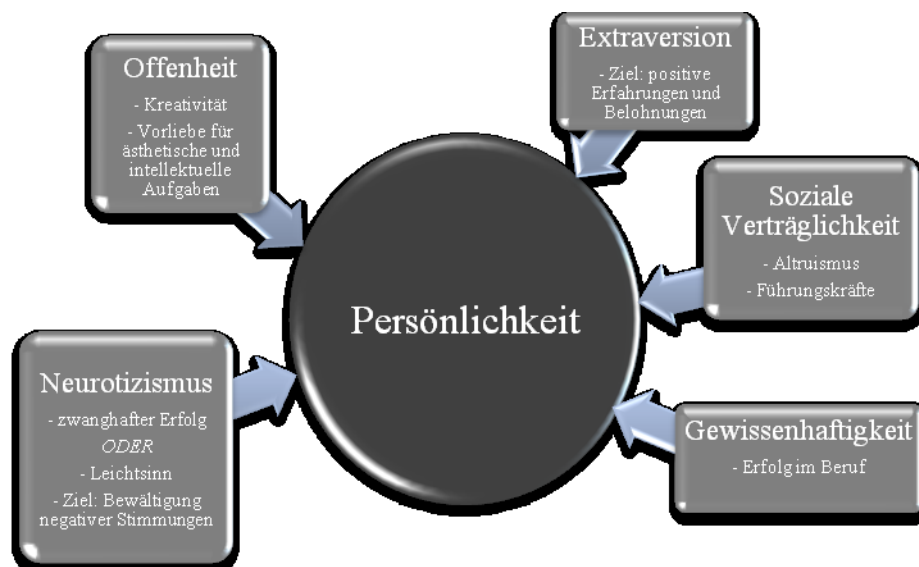 Offenheit
- Kreativität
- Vorliebe für
ästhetische und
intellektuelle
Aufgaben
Extraversion
- Ziel: positive
Erfahrungen und
Belohnungen
Soziale
Verträglichkeit
- Altruismus
- Führungskräfte
Persönlichkeit
Neurotizismus
- zwanghafter Erfolg
ODER
- Leichtsinn
- Ziel: Bewältigung
negativer Stimmungen
Gewissenhaftigkeit
- Erfolg im Beruf